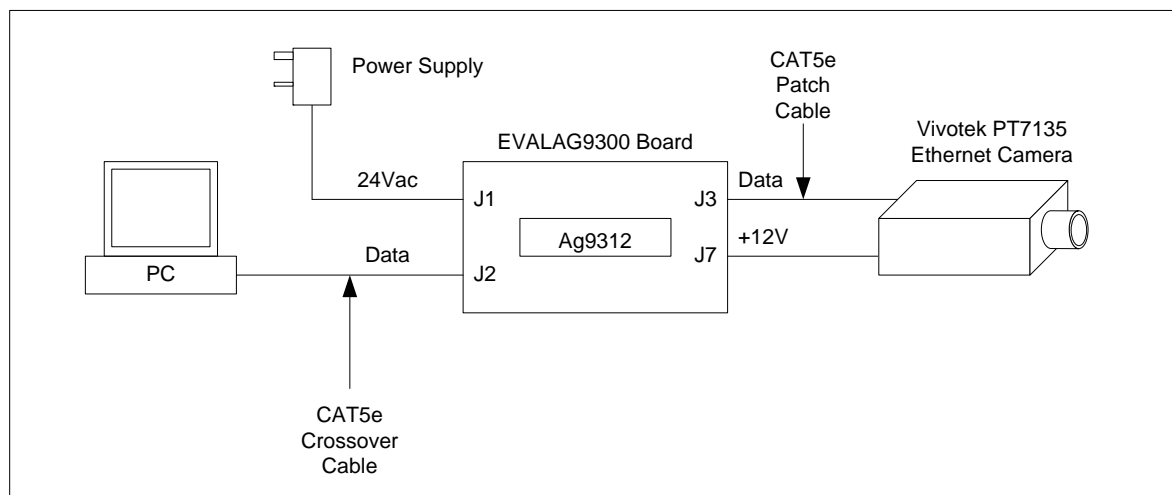 Power Supply
CAT5e
Patch
Cable
Vivotek PT7135
Ethernet Camera
EVALAG9300 Board
24Vac
J1
J3
Data
Ag9312
+12V
J7
Data
J2
PC
CAT5e
Crossover
Cable